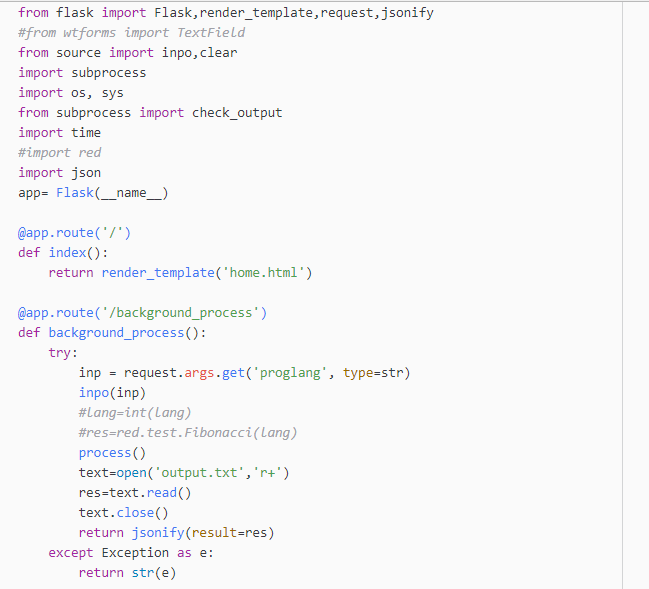 from flask import Flask,render_template,request,jsonify
#from wtforms import TextField
from source import inpo,clear
import subprocess
import os, sys
from subprocess import check_output
import time
#import red
import json
app= Flask(__name__)

@app.route('/')
def index():
    return render_template('home.html')

@app.route('/background_process')
def background_process():
    try:
        inp = request.args.get('proglang', type=str)
        inpo(inp)
        #lang=int(lang)
        #res=red.test.Fibonacci(lang)
        process()
        text=open('output.txt','r+')
        res=text.read()
        text.close()
        return jsonify(result=res)
    except Exception as e:
        return str(e)